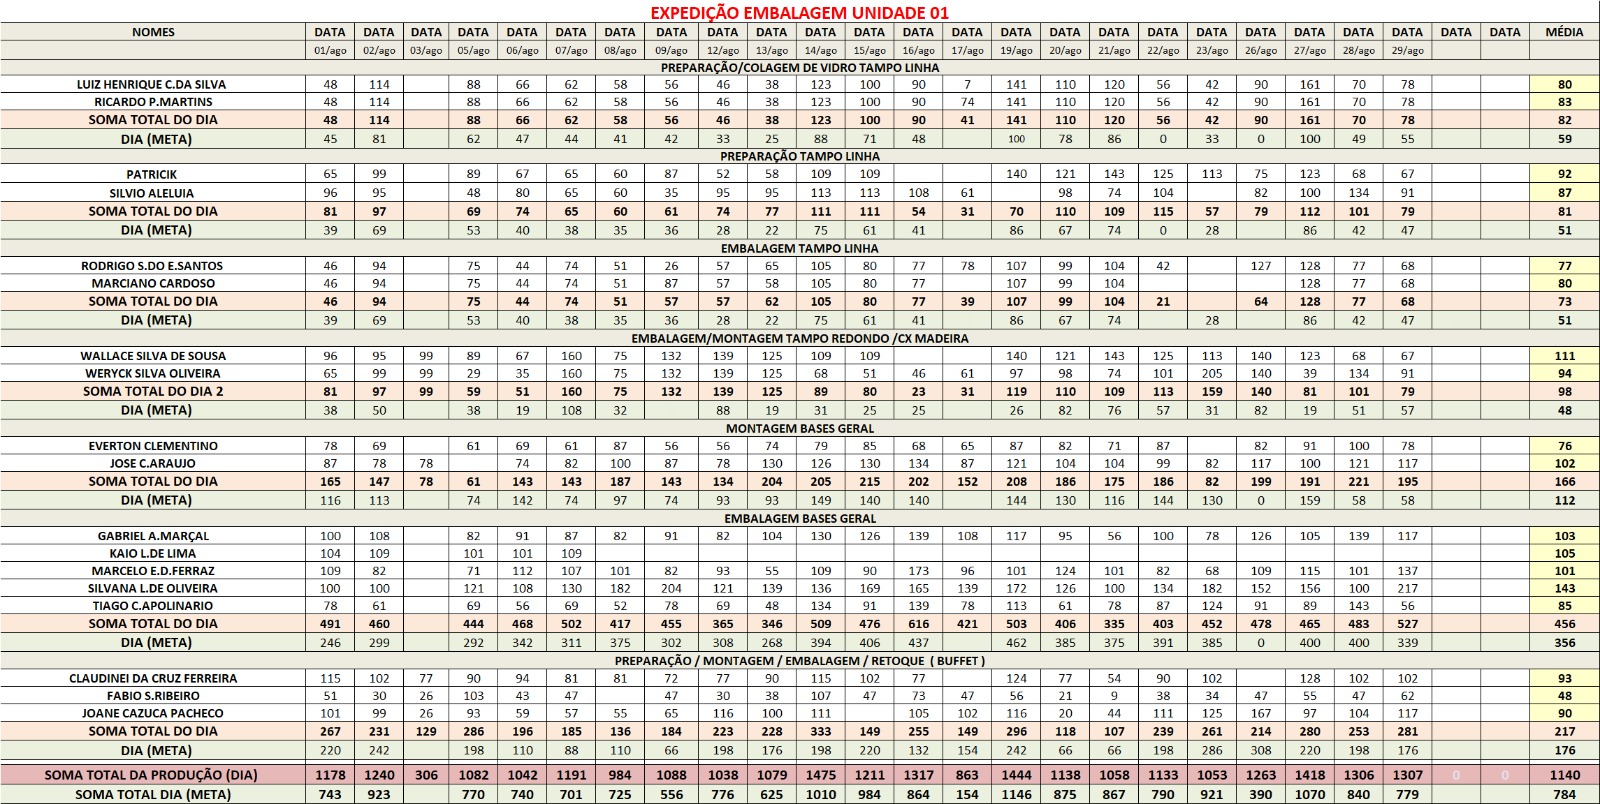 EXPEDIÇÃO EMBALAGEM UNIDADE 01
NOMES DATA DATA DATA DATA DATA DATA DATA DATA DATA DATA DATA DATA DATA DATA DATA DATA DATA DATA DATA DATA DATA DATA DATA DATA DATA MÉDIA
01/ago 02/ago 03/ago 05/ago 06/ago 07/ago 08/ago 09/ago 12/ago 13/ago 14/ago 15/ago 16/ago 17/ago 19/ago 20/ago 21/ago 22/ago 23/ago 26/ago 27/ago 28/ago 29/ago
PREPARAÇÃO/COLAGEM DE VIDRO TAMPO LINHA
LUIZ HENRIQUE C.DA SILVA 48 114 88 66 62 58 56 46 38 123 100 90 7 141 110 120 56 42 90 161 70 78 80
RICARDO P.MARTINS 48 114 88 66 62 58 56 46 38 123 100 90 74 141 110 120 56 42 90 161 70 78 83
SOMA TOTAL DO DIA 48 114 88 66 62 58 56 46 38 123 100 90 41 141 110 120 56 42 90 161 70 78 82
DIA (META) 45 81 62 47 44 41 42 33 25 88 71 48 100 78 86 0 33 0 100 49 55 59
PREPARAÇÃO TAMPO LINHA
PATRICIK 65 99 89 67 65 60 87 52 58 109 109 140 121 143 125 113 75 123 68 67 92
SILVIO ALELUIA 96 95 48 80 65 60 35 95 95 113 113 108 61 98 74 104 82 100 134 91 87
SOMA TOTAL DO DIA 81 97 69 74 65 60 61 74 77 111 111 54 31 70 110 109 115 57 79 112 101 79 81
DIA (META) 39 69 53 40 38 35 36 28 22 75 61 41 86 67 74 0 28 86 42 47 51
EMBALAGEM TAMPO LINHA
RODRIGO S.DO E.SANTOS 46 94 75 44 74 51 26 57 65 105 80 77 78 107 99 104 42 127 128 77 68 77
MARCIANO CARDOSO 46 94 75 44 74 51 87 57 58 105 80 77 107 99 104 128 77 68 80
SOMA TOTAL DO DIA 46 94 75 44 74 51 57 57 62 105 80 77 39 107 99 104 21 64 128 77 68 73
DIA (META) 39 69 53 40 38 35 36 28 22 75 61 41 86 67 74 28 86 42 47 51
EMBALAGEM/MONTAGEM TAMPO REDONDO /CX MADEIRA
WALLACE SILVA DE SOUSA 96 95 99 89 67 160 75 132 139 125 109 109 140 121 143 125 113 140 123 68 67 111
WERYCK SILVA OLIVEIRA 65 99 99 29 35 160 75 132 139 125 68 51 46 61 97 98 74 101 205 140 39 134 91 94
SOMA TOTAL DO DIA 2 81 97 99 59 51 160 75 132 139 125 89 80 23 31 119 110 109 113 159 140 81 101 79 98
DIA (META) 38 50 38 19 108 32 88 19 31 25 25 26 82 76 57 31 82 19 51 57 48
MONTAGEM BASES GERAL
EVERTON CLEMENTINO 78 69 61 69 61 87 56 56 74 79 85 68 65 87 82 71 87 82 91 100 78 76
JOSE C.ARAUJO 87 78 78 74 82 100 87 78 130 126 130 134 87 121 104 104 99 82 117 100 121 117 102
SOMA TOTAL DO DIA 165 147 78 61 143 143 187 143 134 204 205 215 202 152 208 186 175 186 82 199 191 221 195 166
DIA (META) 116 113 74 142 74 97 74 93 93 149 140 140 144 130 116 144 130 0 159 58 58 112
EMBALAGEM BASES GERAL
GABRIEL A.MARÇAL 100 108 82 91 87 82 91 82 104 130 126 139 108 117 95 56 100 78 126 105 139 117 103
KAIO L.DE LIMA 104 109 101 101 109 105
MARCELO E.D.FERRAZ 109 82 71 112 107 101 82 93 55 109 90 173 96 101 124 101 82 68 109 115 101 137 101
SILVANA L.DE OLIVEIRA 100 100 121 108 130 182 204 121 139 136 169 165 139 172 126 100 134 182 152 156 100 217 143
TIAGO C.APOLINARIO 78 61 69 56 69 52 78 69 48 134 91 139 78 113 61 78 87 124 91 89 143 56 85
SOMA TOTAL DO DIA 491 460 444 468 502 417 455 365 346 509 476 616 421 503 406 335 403 452 478 465 483 527 456
DIA (META) 246 299 292 342 311 375 302 308 268 394 406 437 462 385 375 391 385 0 400 400 339 356
PREPARAÇÃO / MONTAGEM / EMBALAGEM / RETOQUE ( BUFFET )
CLAUDINEI DA CRUZ FERREIRA 115 102 77 90 94 81 81 72 77 90 115 102 77 124 77 54 90 102 128 102 102 93
FABIO S.RIBEIRO 51 30 26 103 43 47 47 30 38 107 47 73 47 56 21 9 38 34 47 55 47 62 48
JOANE CAZUCA PACHECO 101 99 26 93 59 57 55 65 116 100 111 105 102 116 20 44 111 125 167 97 104 117 90
SOMA TOTAL DO DIA 267 231 129 286 196 185 136 184 223 228 333 149 255 149 296 118 107 239 261 214 280 253 281 217
DIA (META) 220 242 198 110 88 110 66 198 176 198 220 132 154 242 66 66 198 286 308 220 198 176 176
SOMA TOTAL DA PRODUÇÃO (DIA) 1178 1240 306 1082 1042 1191 984 1088 1038 1079 1475 1211 1317 863 1444 1138 1058 1133 1053 1263 1418 1306 1307 0 0 1140
SOMA TOTAL DIA (META) 743 923 770 740 701 725 556 776 625 1010 984 864 154 1146 875 867 790 921 390 1070 840 779 784